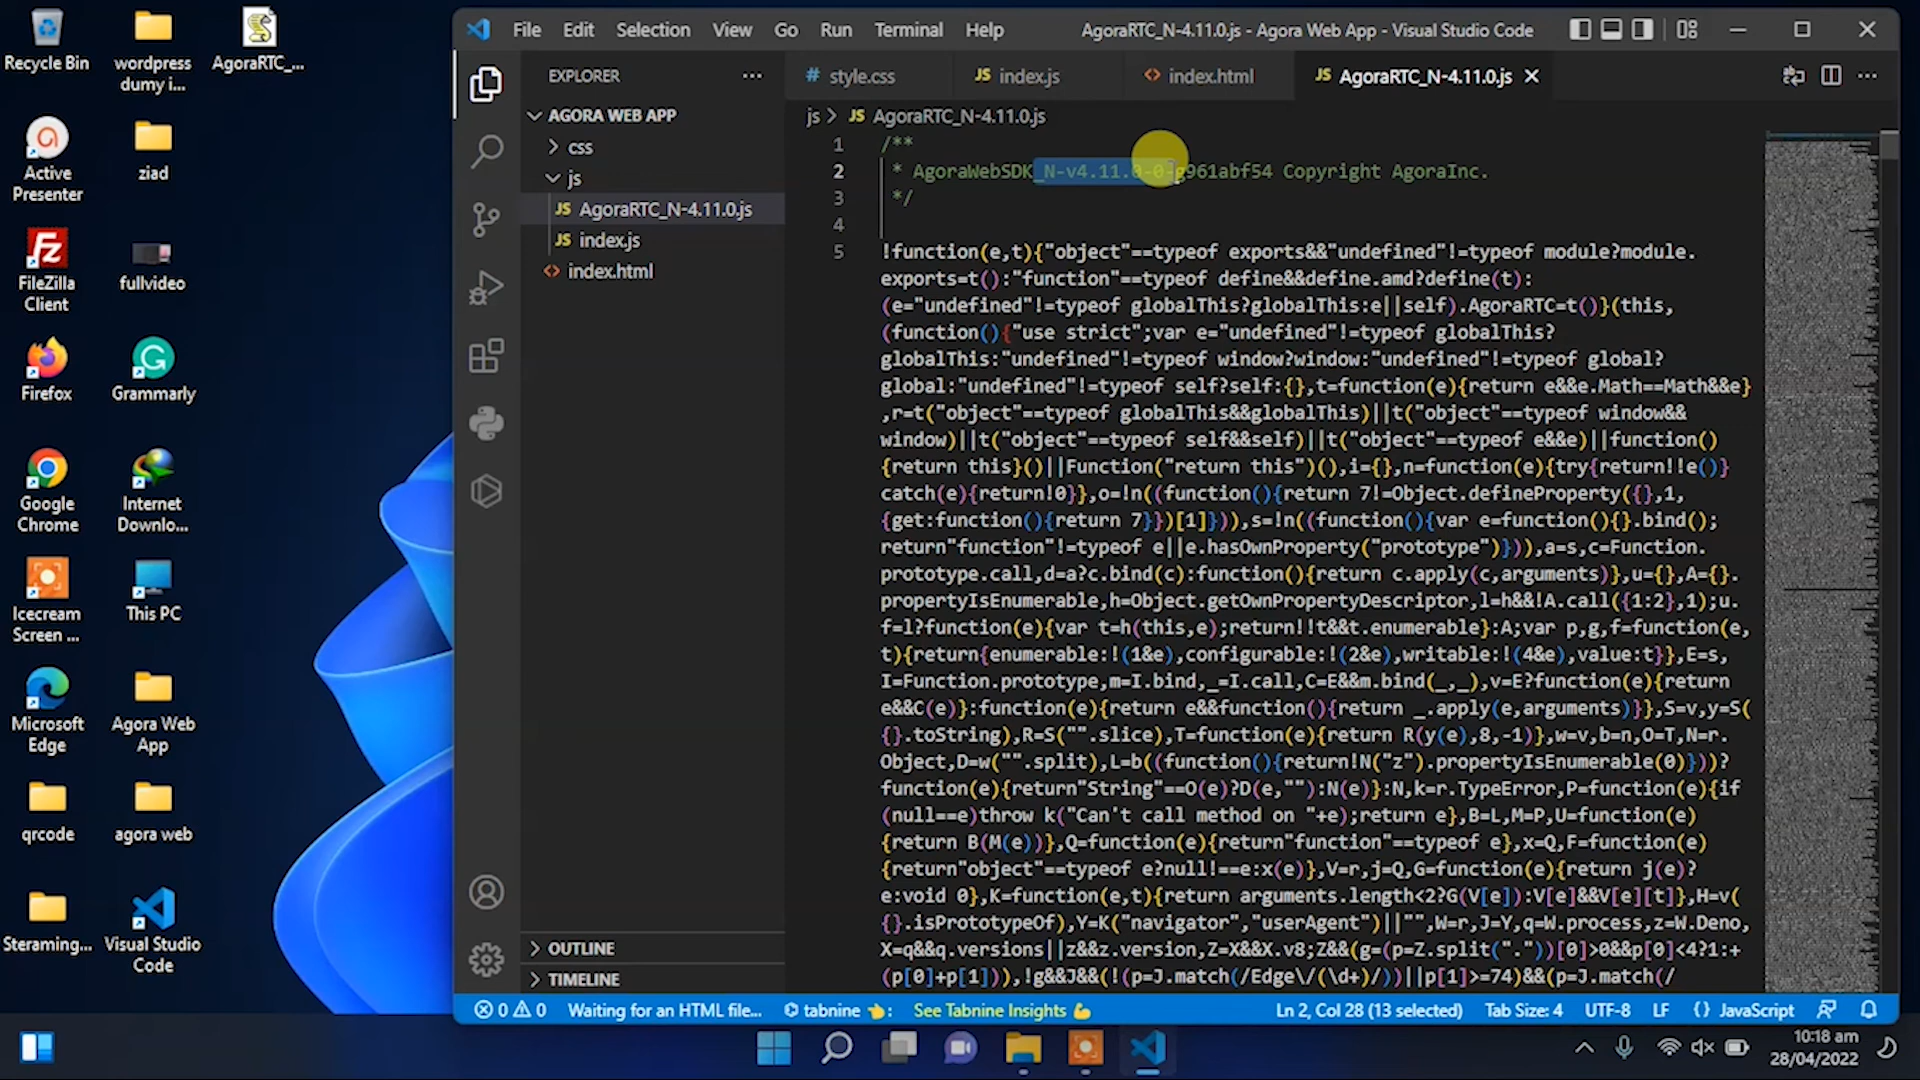 Recycle Bin
wordpress
dumy i...
AgoraRTC_...
Active
Presenter
ziad
FileZilla
Client
fullvideo
Firefox
Grammarly
Google
Chrome
Internet
Downlo...
Icecream
Screen ...
This PC
Microsoft
Edge
Agora Web
App
qrcode
agora web
Steraming...
Visual Studio
Code
File Edit Selection View Go Run Terminal Help
AgoraRTC_N-4.11.0.js - Agora Web App - Visual Studio Code
EXPLORER
AGORA WEB APP
css
js
JS AgoraRTC_N-4.11.0.js
JS index.js
<> index.html
OUTLINE
TIMELINE
# style.css
JS index.js
<> index.html
JS AgoraRTC_N-4.11.0.js
js > JS AgoraRTC_N-4.11.0.js
1 /**
2 * AgoraWebSDK_N-v4.11.0-0-g961abf54 Copyright AgoraInc.
3 */
4
5 !function(e,t){"object"==typeof exports&&"undefined"!=typeof module?module.
exports=t():"function"==typeof define&&define.amd?define(t):
(e="undefined"!=typeof globalThis?globalThis:e||self).AgoraRTC=t()}(this,
(function(){"use strict";var e="undefined"!=typeof globalThis?
globalThis:"undefined"!=typeof window?window:"undefined"!=typeof global?
global:"undefined"!=typeof self?self:{},t=function(e){return e&&e.Math==Math&&e}
,r=t("object"==typeof globalThis&&globalThis)||t("object"==typeof window&&
window)||t("object"==typeof self&&self)||t("object"==typeof e&&e)||function()
{return this}()||Function("return this")(),i={},n=function(e){try{return!!e()}
catch(e){return!0}},o=!n((function(){return 7!=Object.defineProperty({},1,
{get:function(){return 7}})[1]})),s=!n((function(){var e=function(){}.bind();
return"function"!=typeof e||e.hasOwnProperty("prototype")})),a=s,c=Function.
prototype.call,d=a?c.bind(c):function(){return c.apply(c,arguments)},u={},A={}.
propertyIsEnumerable,h=Object.getOwnPropertyDescriptor,l=h&&!A.call({1:2},1);u.
f=l?function(e){var t=h(this,e);return!!t&&t.enumerable}:A;var p,g,f=function(e,
t){return{enumerable:!(1&e),configurable:!(2&e),writable:!(4&e),value:t}},E=s,
I=Function.prototype,m=I.bind,_=I.call,C=E&&m.bind(_,_),v=E?function(e){return
e&&C(e)}:function(e){return e&&function(){return _.apply(e,arguments)}},S=v,y=S(
{}.toString),R=S("".slice),T=function(e){return R(y(e),8,-1)},w=v,b=n,O=T,N=r.
Object,D=w("".split),L=b((function(){return!N("z").propertyIsEnumerable(0)}))?
function(e){return"String"==O(e)?D(e,""):N(e)}:N,k=r.TypeError,P=function(e){if
(null==e)throw k("Can't call method on "+e);return e},B=L,M=P,U=function(e)
{return B(M(e))},Q=function(e){return"function"==typeof e},x=Q,F=function(e)
{return"object"==typeof e?null!==e:x(e)},V=r,j=Q,G=function(e){return j(e)?
e:void 0},K=function(e,t){return arguments.length<2?G(V[e]):V[e]&&V[e][t]},H=v(
{}.isPrototypeOf),Y=K("navigator","userAgent")||"",W=r,J=Y,q=W.process,z=W.Deno,
X=q&&q.versions||z&&z.version,Z=X&&X.v8;Z&&(g=(p=Z.split("."))[0]>0&&p[0]<4?1:+
(p[0]+p[1])),!g&&J&&(!(p=J.match(/Edge\/(\d+)/))||p[1]>=74)&&(p=J.match(/
0 0 Waiting for an HTML file... tabnine : See Tabnine Insights Ln 2, Col 28 (13 selected) Tab Size: 4 UTF-8 LF {} JavaScript
10:18 am
28/04/2022